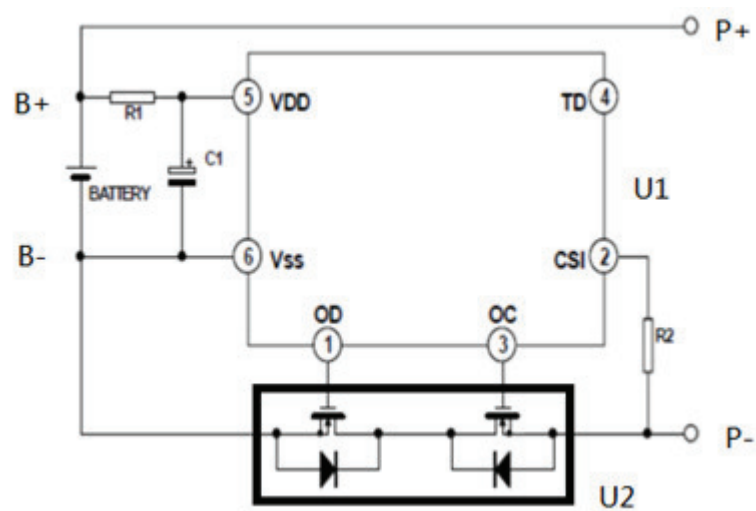 P+
B+
R1
5
VDD
TD
4
+
C1
U1
BATTERY
B-
6
Vss
CSI
2
OD
OC
1
3
R2
P-
U2